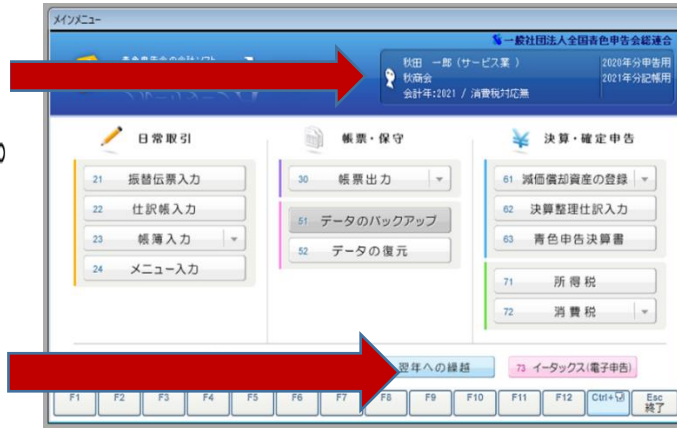 メインメニュー
一般社団法人全国青色申告会総連合
秋田 一郎 (サービス業 )
2020年分申告用
秋商会
2021年分記帳用
会計年:2021 / 消費税対応無
日常取引
帳票・保守
決算・確定申告
21 振替伝票入力
30 帳票出力
61 減価償却資産の登録
22 仕訳帳入力
51 データのバックアップ
62 決算整理仕訳入力
23 帳簿入力
52 データの復元
63 青色申告決算書
24 メニュー入力
71 所得税
72 消費税
翌年への繰越
73 イータックス(電子申告)
F1 F2 F3 F4 F5 F6 F7 F8 F9 F10 F11 F12 Ctrl+ Esc
終了